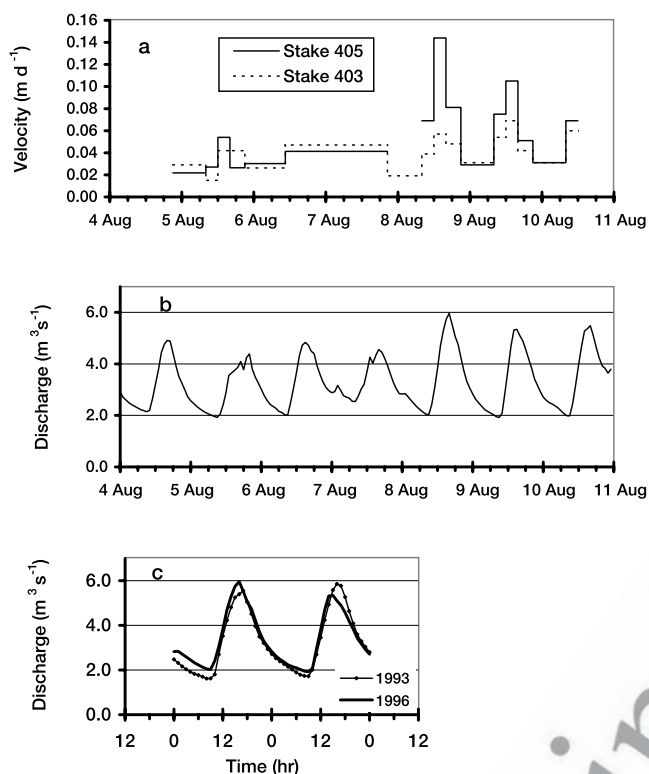 a
Stake 405
Stake 403
Velocity (m d⁻¹)
0.16
0.14
0.12
0.10
0.08
0.06
0.04
0.02
0.00
4 Aug 5 Aug 6 Aug 7 Aug 8 Aug 9 Aug 10 Aug 11 Aug
b
Discharge (m³s⁻¹)
6.0
4.0
2.0
0.0
4 Aug 5 Aug 6 Aug 7 Aug 8 Aug 9 Aug 10 Aug 11 Aug
c
Discharge (m³s⁻¹)
6.0
4.0
2.0
0.0
1993
1996
12 0 12 0 12 0 12
Time (hr)